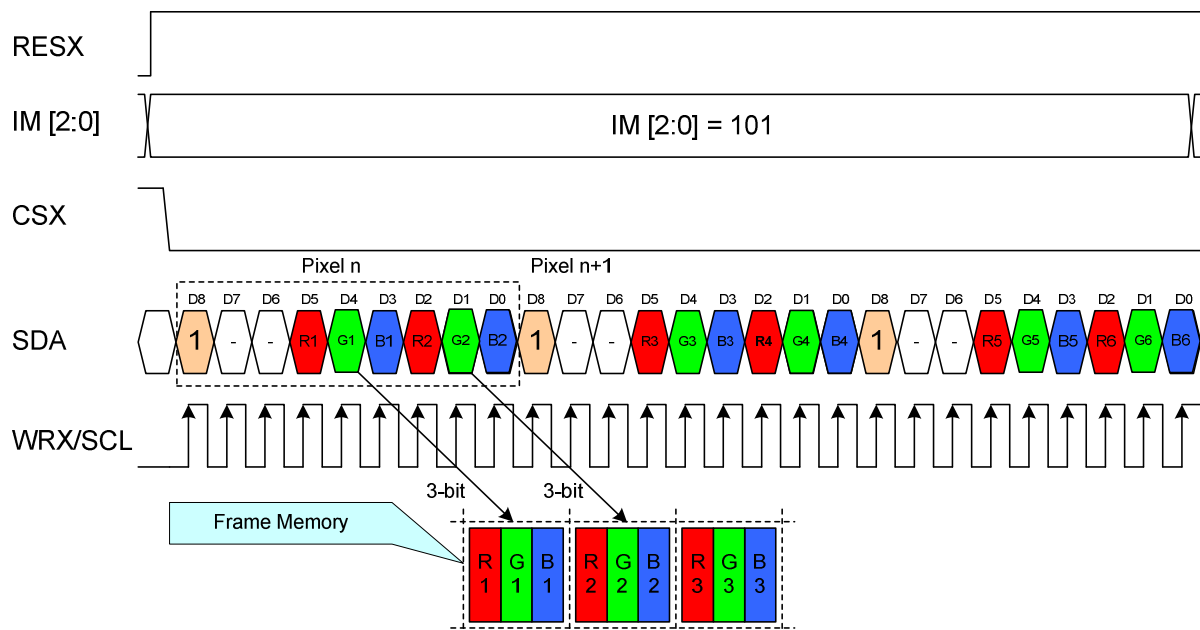 RESX
IM [2:0]
IM [2:0] = 101
CSX
Pixel n
Pixel n+1
D8 D7 D6 D5 D4 D3 D2 D1 D0 D8 D7 D6 D5 D4 D3 D2 D1 D0 D8 D7 D6 D5 D4 D3 D2 D1 D0
SDA
1 - - R1 G1 B1 R2 G2 B2 1 - - R3 G3 B3 R4 G4 B4 1 - - R5 G5 B5 R6 G6 B6
WRX/SCL
3-bit
3-bit
Frame Memory
R G B R G B R G B
1 1 1 2 2 2 3 3 3